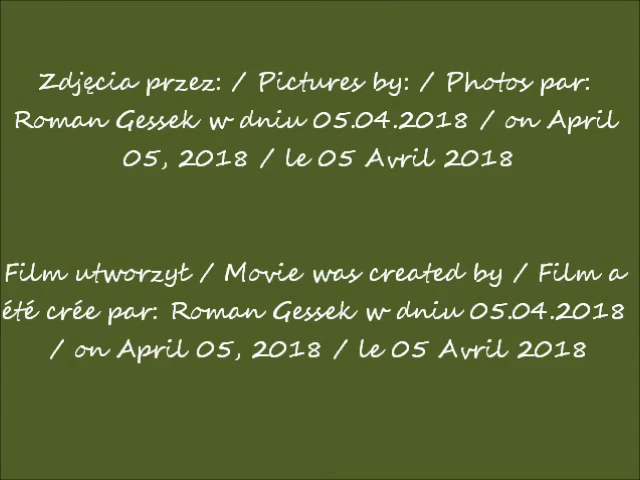 Zdjęcia przez: / Pictures by: / Photos par:
Roman Gessek w dniu 05.04.2018 / on April
05, 2018 / le 05 Avril 2018
Film utworzył / Movie was created by / Film a
été crée par: Roman Gessek w dniu 05.04.2018
/ on April 05, 2018 / le 05 Avril 2018